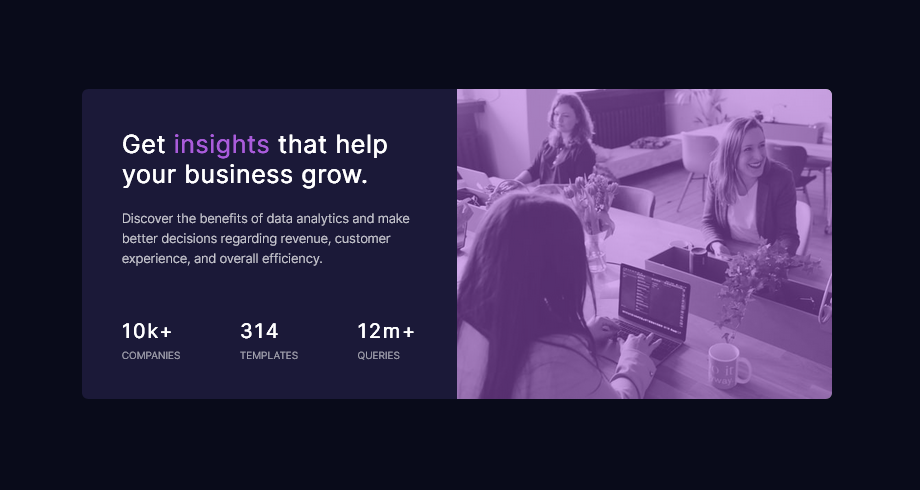 Get insights that help
your business grow.
Discover the benefits of data analytics and make
better decisions regarding revenue, customer
experience, and overall efficiency.
10k+ 314 12m+
COMPANIES TEMPLATES QUERIES